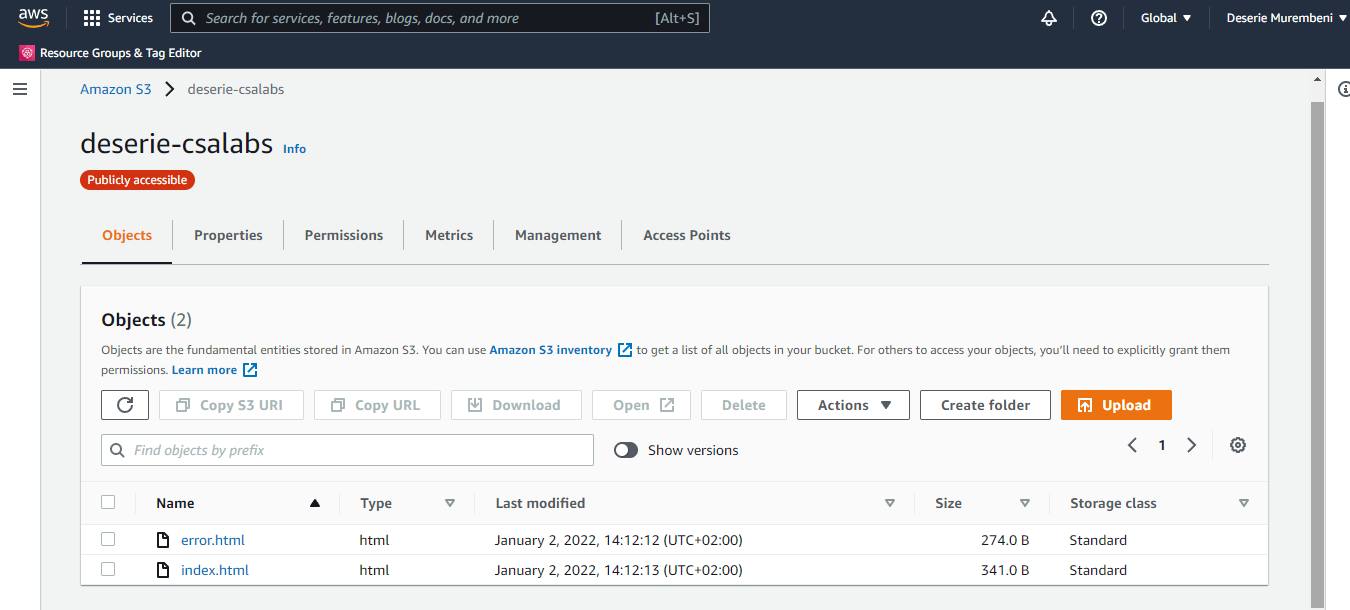 aws Services Search for services, features, blogs, docs, and more [Alt+S] Global Deserie Murembeni
Resource Groups & Tag Editor
Amazon S3 deserie-csalabs
deserie-csalabs Info
Publicly accessible
Objects Properties Permissions Metrics Management Access Points
Objects (2)
Objects are the fundamental entities stored in Amazon S3. You can use Amazon S3 inventory to get a list of all objects in your bucket. For others to access your objects, you'll need to explicitly grant them
permissions. Learn more
Copy S3 URI Copy URL Download Open Delete Actions Create folder Upload
Find objects by prefix Show versions 1
Name Type Last modified Size Storage class
error.html html January 2, 2022, 14:12:12 (UTC+02:00) 274.0 B Standard
index.html html January 2, 2022, 14:12:13 (UTC+02:00) 341.0 B Standard